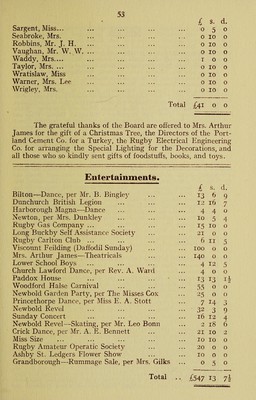 53
£ s. d.
Sargent, Miss... ... ... ... ... 0 5 0
Seabroke, Mrs. ... ... ... ... 0 10 0
Robbins, Mr. J. H. ... ... ... ... 0 10 0
Vaughan, Mr. W. W. ... ... ... ... 0 10 0
Waddy, Mrs.... ... ... ... ... 1 0 0
Taylor, Mrs. ... ... ... ... ... 0 10 0
Wratislaw, Miss ... ... ... ... 0 10 0
Warner, Mrs. Lee ... ... ... ... 0 10 0
Wrigley, Mrs. ... ... ... ... 0 10 0
Total £41 0 0
The grateful thanks of the Board are offered to Mrs. Arthur
James for the gift of a Christmas Tree, the Directors of the Port-
land Cement Co. for a Turkey, the Rugby Electrical Engineering
Co. for arranging the Special Lighting for the Decorations, and
all those who so kindly sent gifts of foodstuffs, books, and toys.
Entertainments.
£ s. d.
Bilton—Dance, per Mr. B. Bingley ... ... 13 6 9
Dunchurch British Legion ... ... 12 16 7
Harborough Magna—Dance ... ... ... 4 4 0
Newton, per Mrs. Dunkley ... ... ... 10 5 4
Rugby Gas Company ... ... ... ... 15 10 0
Long Buckby Self Assistance Society ... ... 21 0 0
Rugby Carlton Club ... ... ... ... 6 12 5
Viscount Feilding (Daffodil Sunday) ... ... 100 0 0
Mrs. Arthur James—Theatricals ... ... 140 0 0
Lower School Boys ... ... ... ... 4 12 5
Church Lawford Dance, per Rev. A. Ward ... 4 0 0
Paddox House ... ... ... ... 13 13 1½
Woodford Halse Carnival ... ... ... 55 0 0
Newbold Garden Party, per The Misses Cox ... 25 0 0
Princethorpe Dance, per Miss E. A. Stott ... 7 14 3
Newbold Revel ... ... ... ... 32 3 9
Sunday Concert ... ... ... ... 16 12 4
Newbold Revel—Skating, per Mr. Leo Bonn ... 2 18 6
Crick Dance, per Mr. A. E. Bennett ... ... 21 10 2
Miss Size ... ... ... ... 10 10 0
Rugby Amateur Operatic Society ... ... 20 0 0
Ashby St. Ledgers Flower Show ... ... 10 0 0
Grandborough—Rummage Sale, per Mrs. Gilks ... 0 5 0
Total .. £547 13 7½